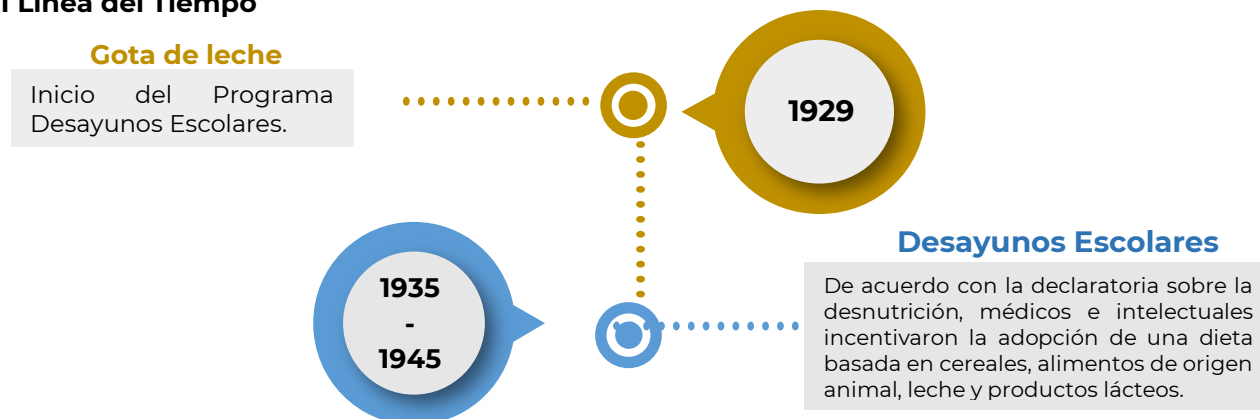 Línea del Tiempo
Gota de leche
Inicio del Programa
Desayunos Escolares.
1929
1935
-
1945
Desayunos Escolares
De acuerdo con la declaratoria sobre la
desnutrición, médicos e intelectuales
incentivaron la adopción de una dieta
basada en cereales, alimentos de origen
animal, leche y productos lácteos.